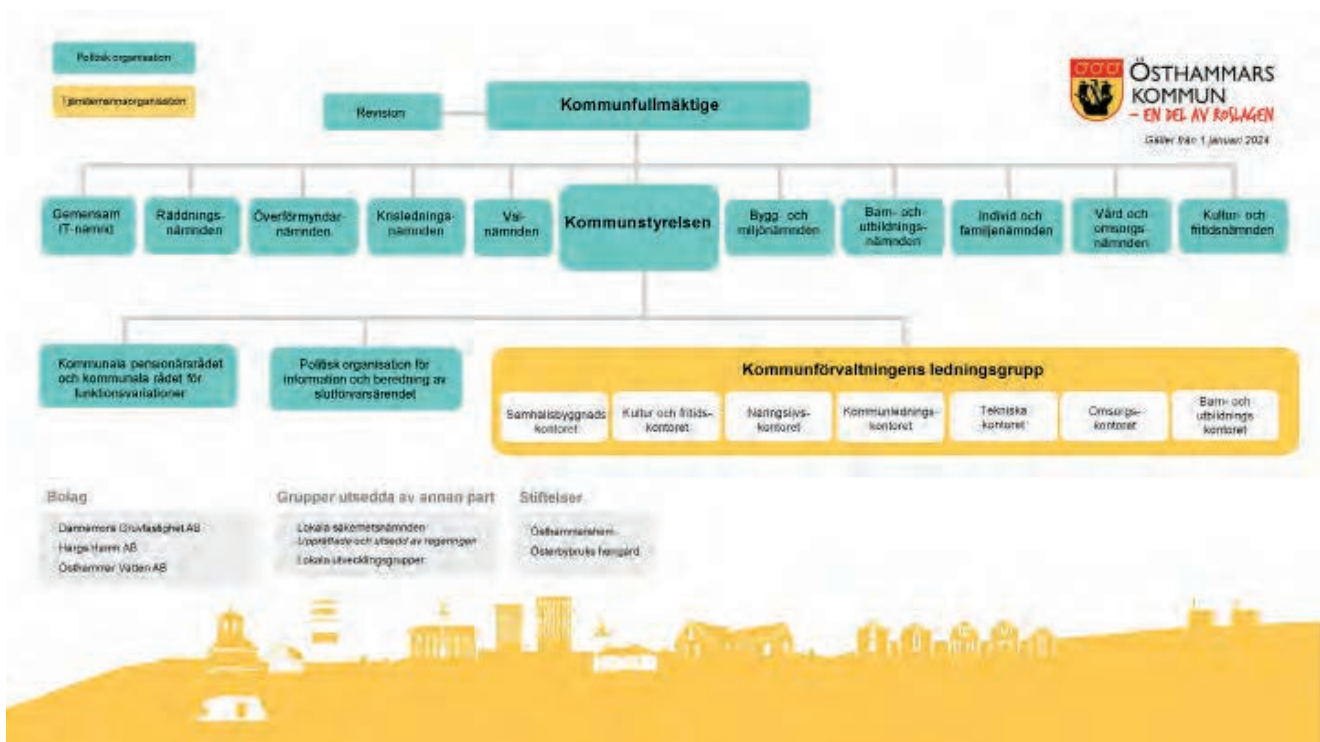 Politisk organisation
Tjänstemannaorganisation
ÖSTHAMMARS
KOMMUN
– EN DEL AV ROSLAGEN
Gäller från 1 januari 2024
Revision
Kommunfullmäktige
Gemensam
IT-nämnd
Räddnings-
nämnden
Överförmyndar-
nämnden
Krislednings-
nämnden
Val-
nämnden
Kommunstyrelsen
Bygg- och
miljönämnden
Barn- och
utbildnings-
nämnden
Individ och
familjenämnden
Vård och
omsorgs-
nämnden
Kultur- och
fritidsnämnden
Kommunala pensionärsrådet
och kommunala rådet för
funktionsvariationer
Politisk organisation för
information och beredning av
slutförvarsärendet
Kommunförvaltningens ledningsgrupp
Samhällsbyggnads
kontoret
Kultur och fritids-
kontoret
Näringslivs-
kontoret
Kommunlednings-
kontoret
Tekniska
kontoret
Omsorgs-
kontoret
Barn- och
utbildnings
kontoret
Bolag
Dannemora Gruvfastighet AB
Hargs Hamn AB
Östhammar Vatten AB
Grupper utsedda av annan part
Lokala säkerhetsnämnden
Upprättade och utsedd av regeringen
Lokala utvecklingsgrupper
Stiftelser
Östhammarshem
Österbybruks herrgård